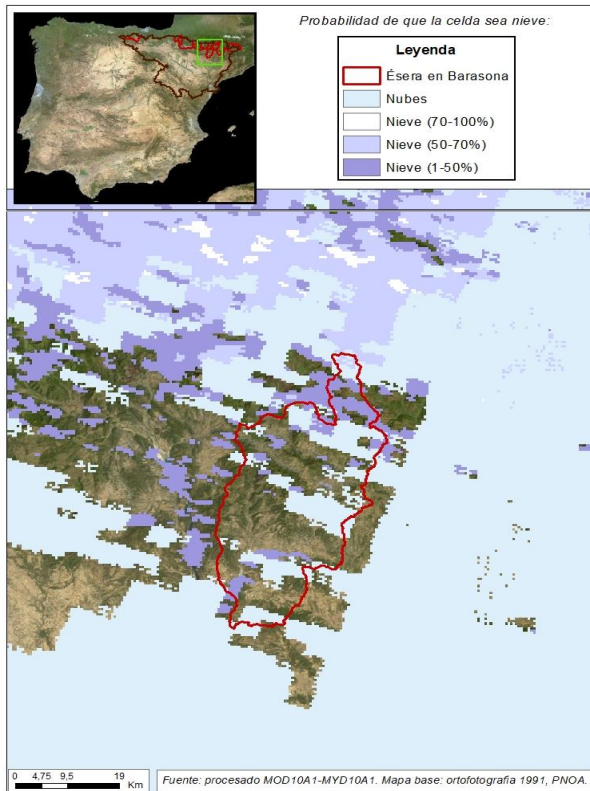 Probabilidad de que la celda sea nieve:
Leyenda
Ésera en Barasona
Nubes
Nieve (70-100%)
Nieve (50-70%)
Nieve (1-50%)
0 4,75 9,5 19
Km
Fuente: procesado MOD10A1-MYD10A1. Mapa base: ortofotografia 1991, PNOA.